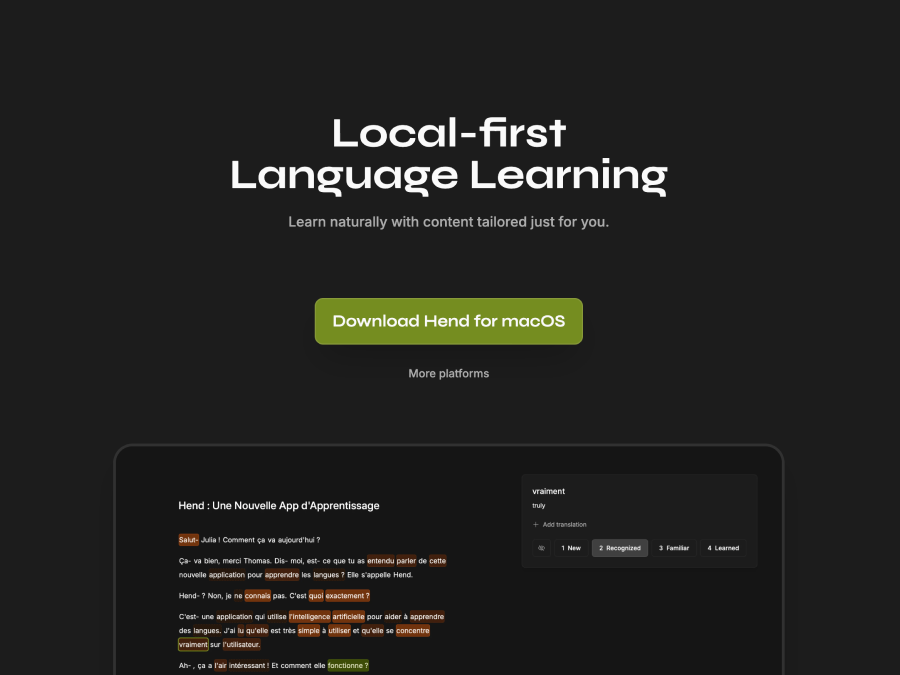 Local-first
Language Learning
Learn naturally with content tailored just for you.
Download Hend for macOS
More platforms
Hend : Une Nouvelle App d'Apprentissage
Salut- Julia ! Comment ça va aujourd'hui ?
Ça- va bien, merci Thomas. Dis- moi, est- ce que tu as entendu parler de cette
nouvelle application pour apprendre les langues ? Elle s'appelle Hend.
Hend- ? Non, je ne connais pas. C'est quoi exactement ?
C'est- une application qui utilise l'intelligence artificielle pour aider à apprendre
des langues. J'ai lu qu'elle est très simple à utiliser et qu'elle se concentre
vraiment sur l'utilisateur.
Ah- , ça a l'air intéressant ! Et comment elle fonctionne ?
vraiment
truly
+ Add translation
1 New 2 Recognized 3 Familiar 4 Learned